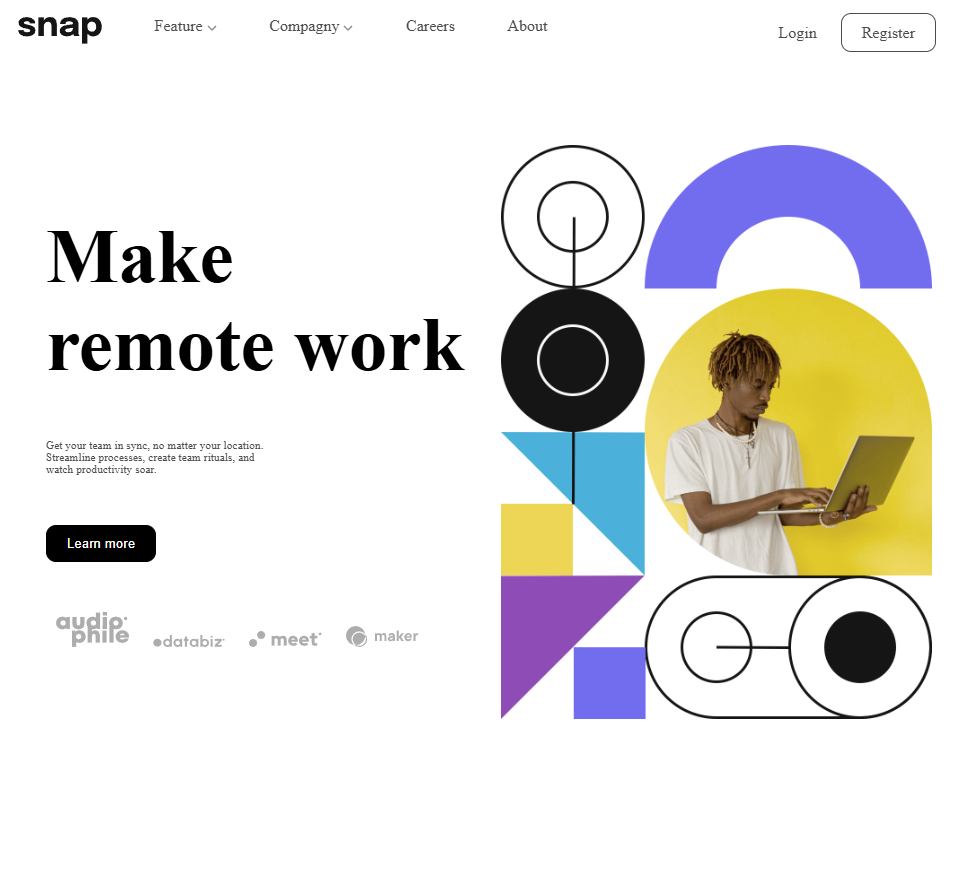 snap
Feature
Compagny
Careers
About
Login
Register
Make
remote work
Get your team in sync, no matter your location.
Streamline processes, create team rituals, and
watch productivity soar.
Learn more
audio
phile
databiz
meet
maker